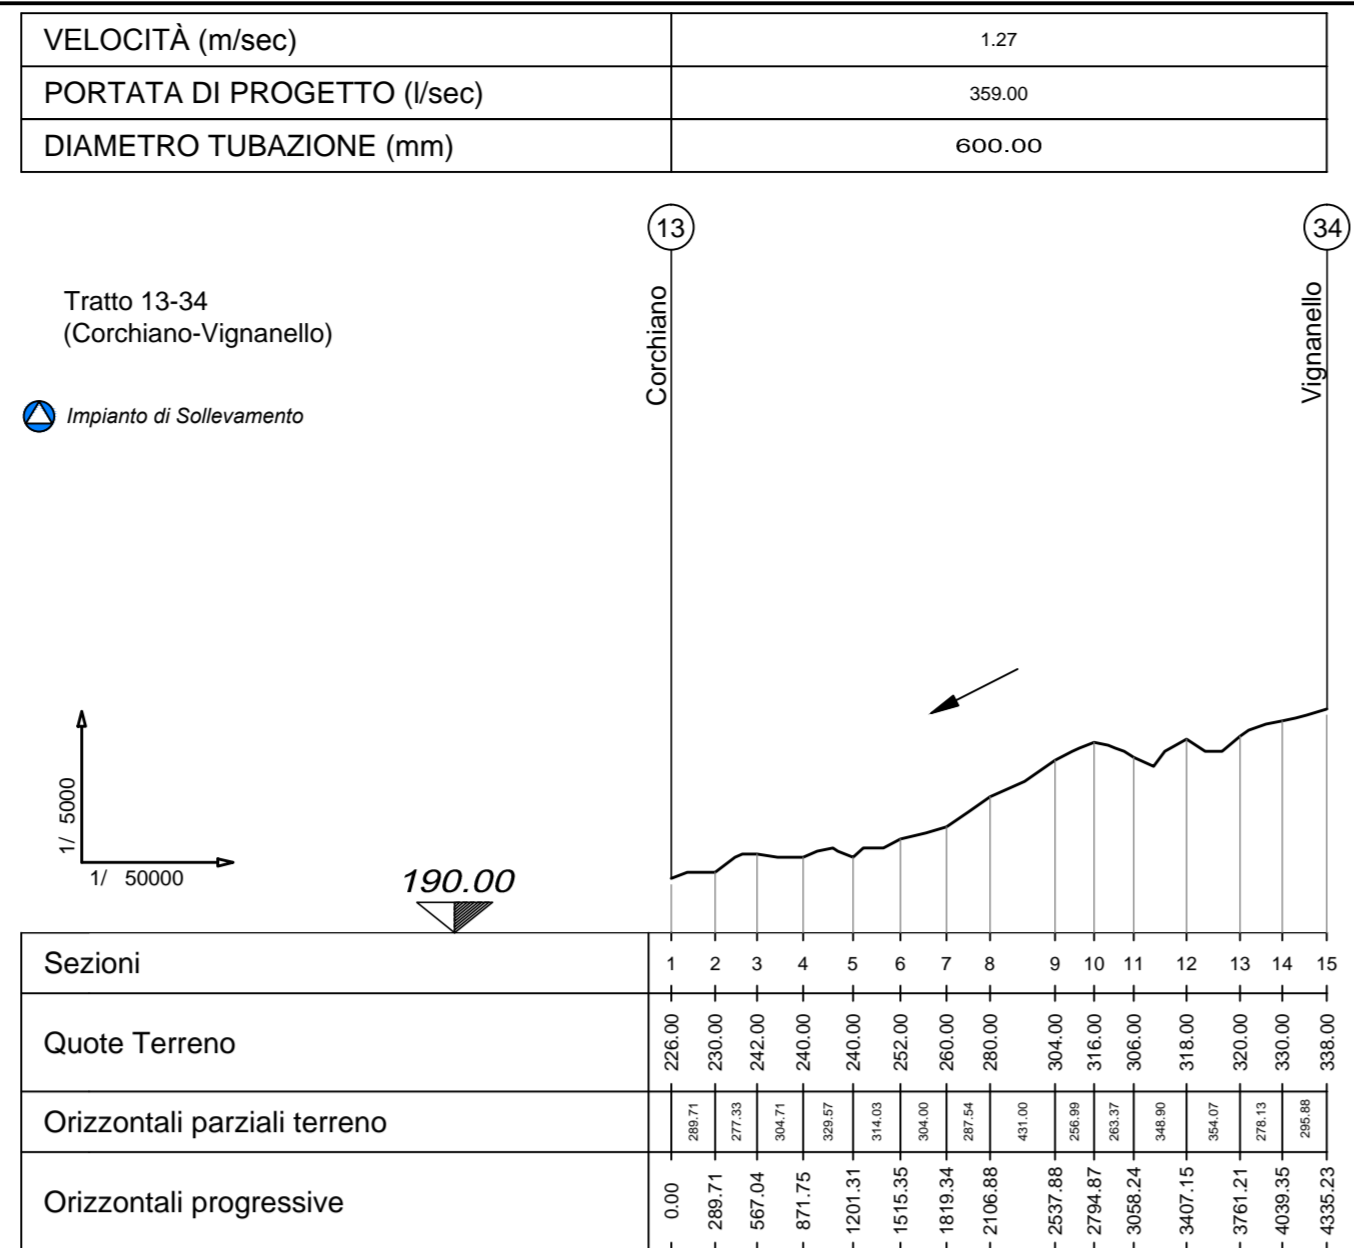 VELOCITÀ (m/sec) 1.27
PORTATA DI PROGETTO (l/sec) 359.00
DIAMETRO TUBAZIONE (mm) 600.00
13 34
Tratto 13-34
(Corchiano-Vignanello)
Corchiano
Vignanello
Impianto di Sollevamento
1/ 5000
1/ 50000
190.00
Sezioni 1 2 3 4 5 6 7 8 9 10 11 12 13 14 15
Quote Terreno 226.00 230.00 242.00 240.00 240.00 252.00 260.00 280.00 304.00 316.00 306.00 318.00 320.00 330.00 338.00
Orizzontali parziali terreno 289.71 277.33 304.71 329.57 314.03 304.00 287.54 431.00 256.99 263.37 348.90 354.07 278.13 295.88
Orizzontali progressive 0.00 289.71 567.04 871.75 1201.31 1515.35 1819.34 2106.88 2537.88 2794.87 3058.24 3407.15 3761.21 4039.35 4335.23